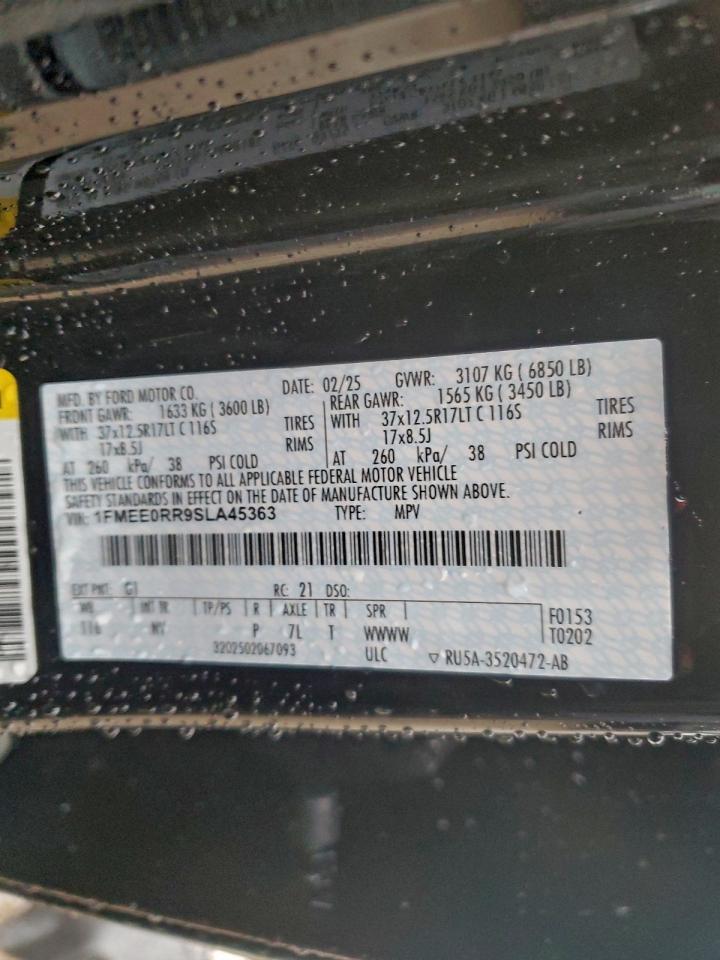 MFD. BY FORD MOTOR CO. DATE: 02/25 GVWR: 3107 KG ( 6850 LB)
FRONT GAWR: 1633 KG ( 3600 LB) REAR GAWR: 1565 KG ( 3450 LB)
WITH 37x12.5R17LT C 116S TIRES WITH 37x12.5R17LT C 116S TIRES
17x8.5J RIMS 17x8.5J RIMS
AT 260 kPa/ 38 PSI COLD AT 260 kPa/ 38 PSI COLD
THIS VEHICLE CONFORMS TO ALL APPLICABLE FEDERAL MOTOR VEHICLE
SAFETY STANDARDS IN EFFECT ON THE DATE OF MANUFACTURE SHOWN ABOVE.
VIN: 1FMEE0RR9SLA45363 TYPE: MPV
EXT PNT: G1 RC: 21 DSO:
WB INT TR TP/PS R AXLE TR SPR F0153
116 NY P 7L T WWWW T0202
3202502067093 ULC ▽ RU5A-3520472-AB